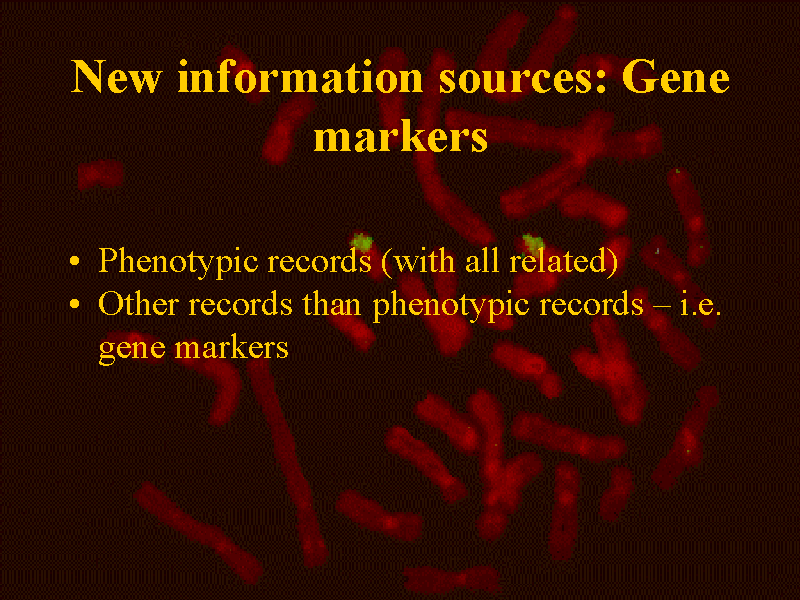 New information sources: Gene
markers
• Phenotypic records (with all related)
• Other records than phenotypic records – i.e.
gene markers